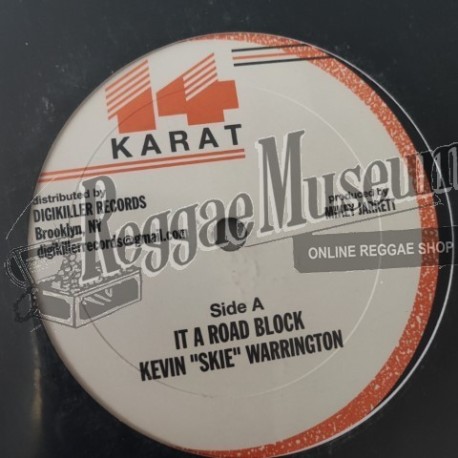 14
KARAT
distributed by
DIGIKILLER RECORDS
Brooklyn, NY
digikillerrecords@gmail.com
produced by
MIKEY JARRETT
Reggae Museum
ONLINE REGGAE SHOP
Side A
IT A ROAD BLOCK
KEVIN "SKIE" WARRINGTON